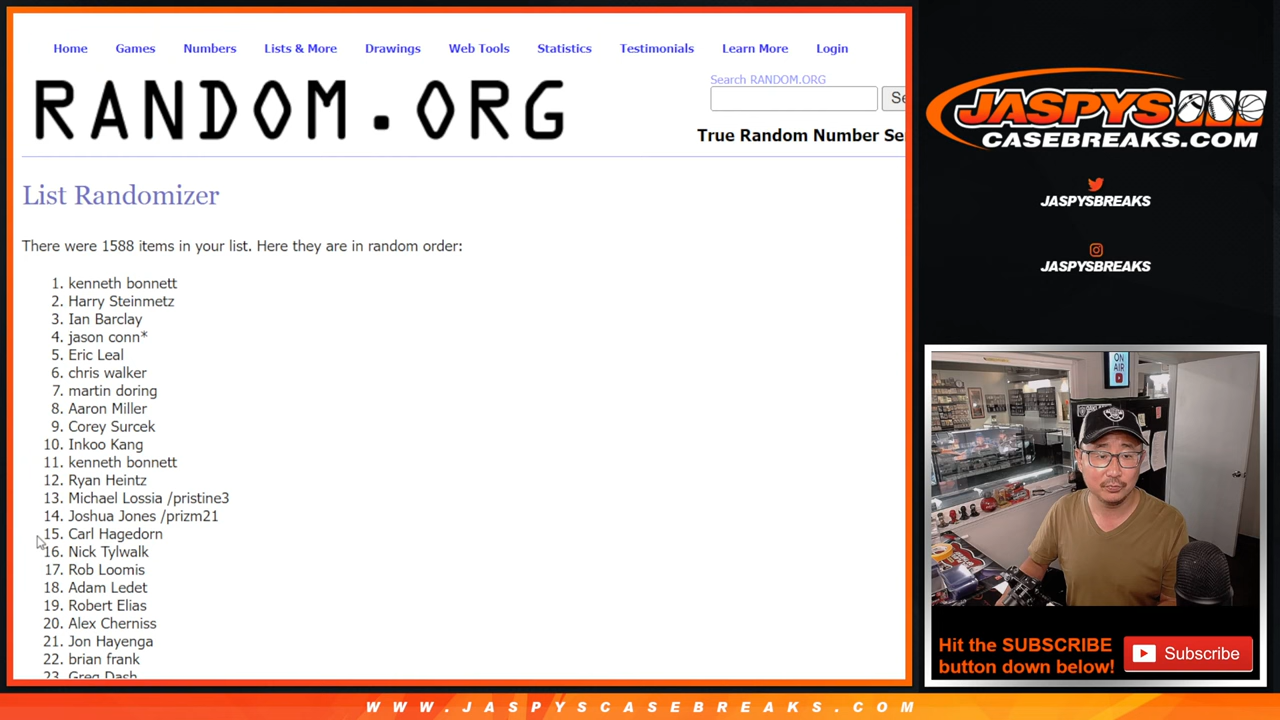 Home Games Numbers Lists & More Drawings Web Tools Statistics Testimonials Learn More Login
Search RANDOM.ORG
RANDOM.ORG
True Random Number Se
List Randomizer
There were 1588 items in your list. Here they are in random order:
1. kenneth bonnett
2. Harry Steinmetz
3. Ian Barclay
4. jason conn*
5. Eric Leal
6. chris walker
7. martin doring
8. Aaron Miller
9. Corey Surcek
10. Inkoo Kang
11. kenneth bonnett
12. Ryan Heintz
13. Michael Lossia /pristine3
14. Joshua Jones /prizm21
15. Carl Hagedorn
16. Nick Tylwalk
17. Rob Loomis
18. Adam Ledet
19. Robert Elias
20. Alex Cherniss
21. Jon Hayenga
22. brian frank
23. Greg Dash
JASPYS
CASEBREAKS.COM
JASPYSBREAKS
JASPYSBREAKS
ON
AIR
Hit the SUBSCRIBE
button down below!
Subscribe
WWW.JASPYSCASEBREAKS.COM